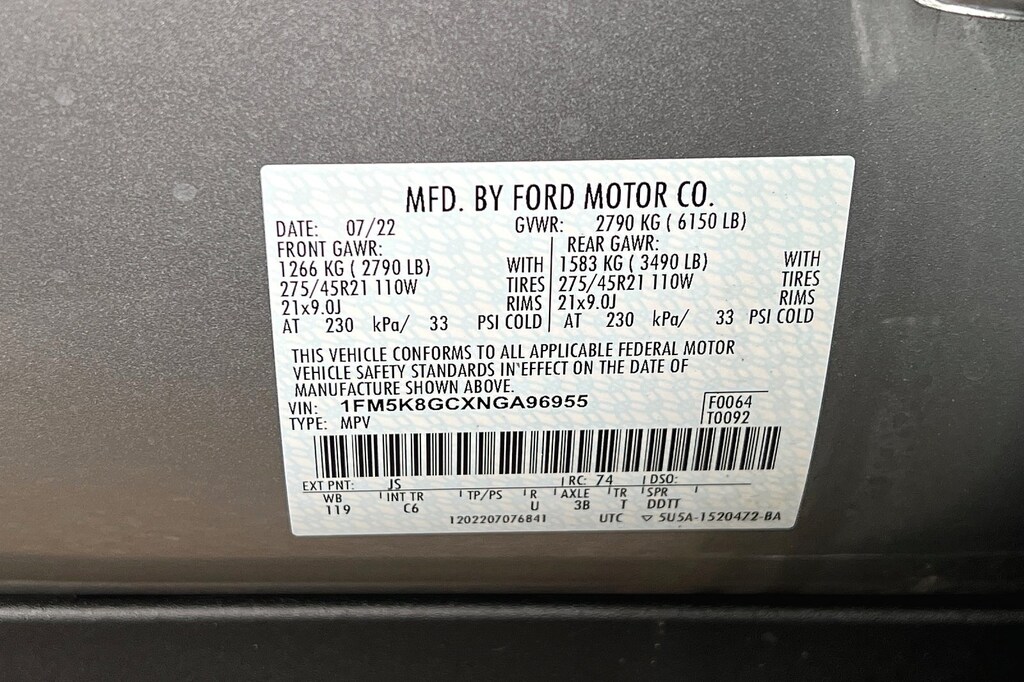 MFD. BY FORD MOTOR CO.
DATE: 07/22 GVWR: 2790 KG ( 6150 LB)
FRONT GAWR: REAR GAWR:
1266 KG ( 2790 LB) WITH 1583 KG ( 3490 LB) WITH
275/45R21 110W TIRES 275/45R21 110W TIRES
21x9.0J RIMS 21x9.0J RIMS
AT 230 kPa/ 33 PSI COLD AT 230 kPa/ 33 PSI COLD
THIS VEHICLE CONFORMS TO ALL APPLICABLE FEDERAL MOTOR
VEHICLE SAFETY STANDARDS IN EFFECT ON THE DATE OF
MANUFACTURE SHOWN ABOVE.
VIN: 1FM5K8GCXNGA96955 F0064
TYPE: MPV T0092
EXT PNT: JS RC: 74 DSO:
WB INT TR TP/PS R AXLE TR SPR
119 C6 U 3B T DDTT
1202207076841 UTC ▽ 5U5A-1520472-BA